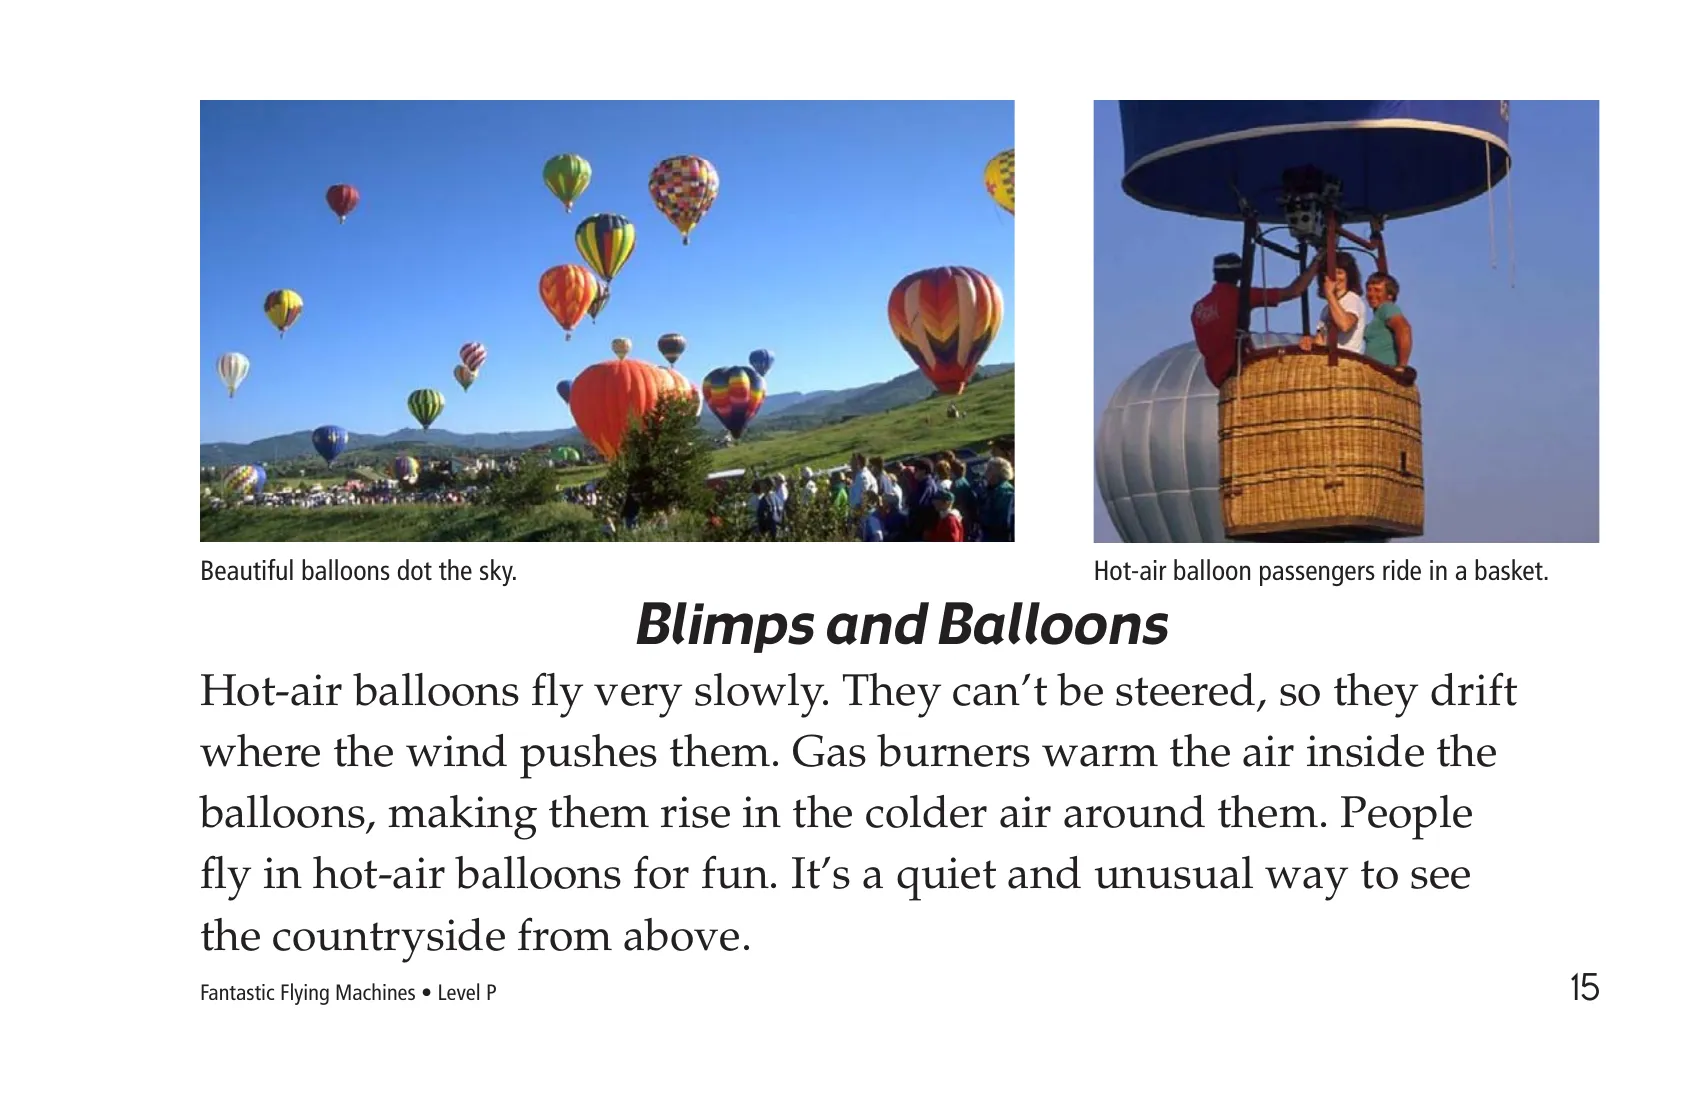 Beautiful balloons dot the sky.
Hot-air balloon passengers ride in a basket.
Blimps and Balloons
Hot-air balloons fly very slowly. They can’t be steered, so they drift
where the wind pushes them. Gas burners warm the air inside the
balloons, making them rise in the colder air around them. People
fly in hot-air balloons for fun. It’s a quiet and unusual way to see
the countryside from above.
Fantastic Flying Machines • Level P
15